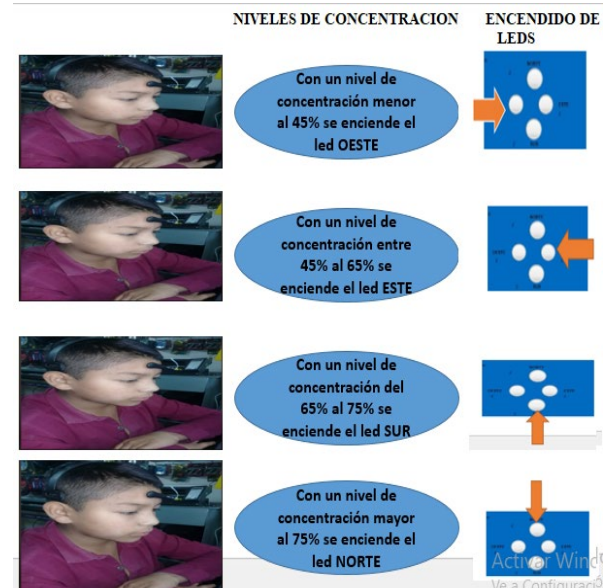 NIVELES DE CONCENTRACION
ENCENDIDO DE
LEDS
Con un nivel de
concentración menor
al 45% se enciende el
led OESTE
Con un nivel de
concentración entre
45% al 65% se
enciende el led ESTE
Con un nivel de
concentración del
65% al 75% se
enciende el led SUR
Con un nivel de
concentración mayor
al 75% se enciende el
led NORTE
Activar